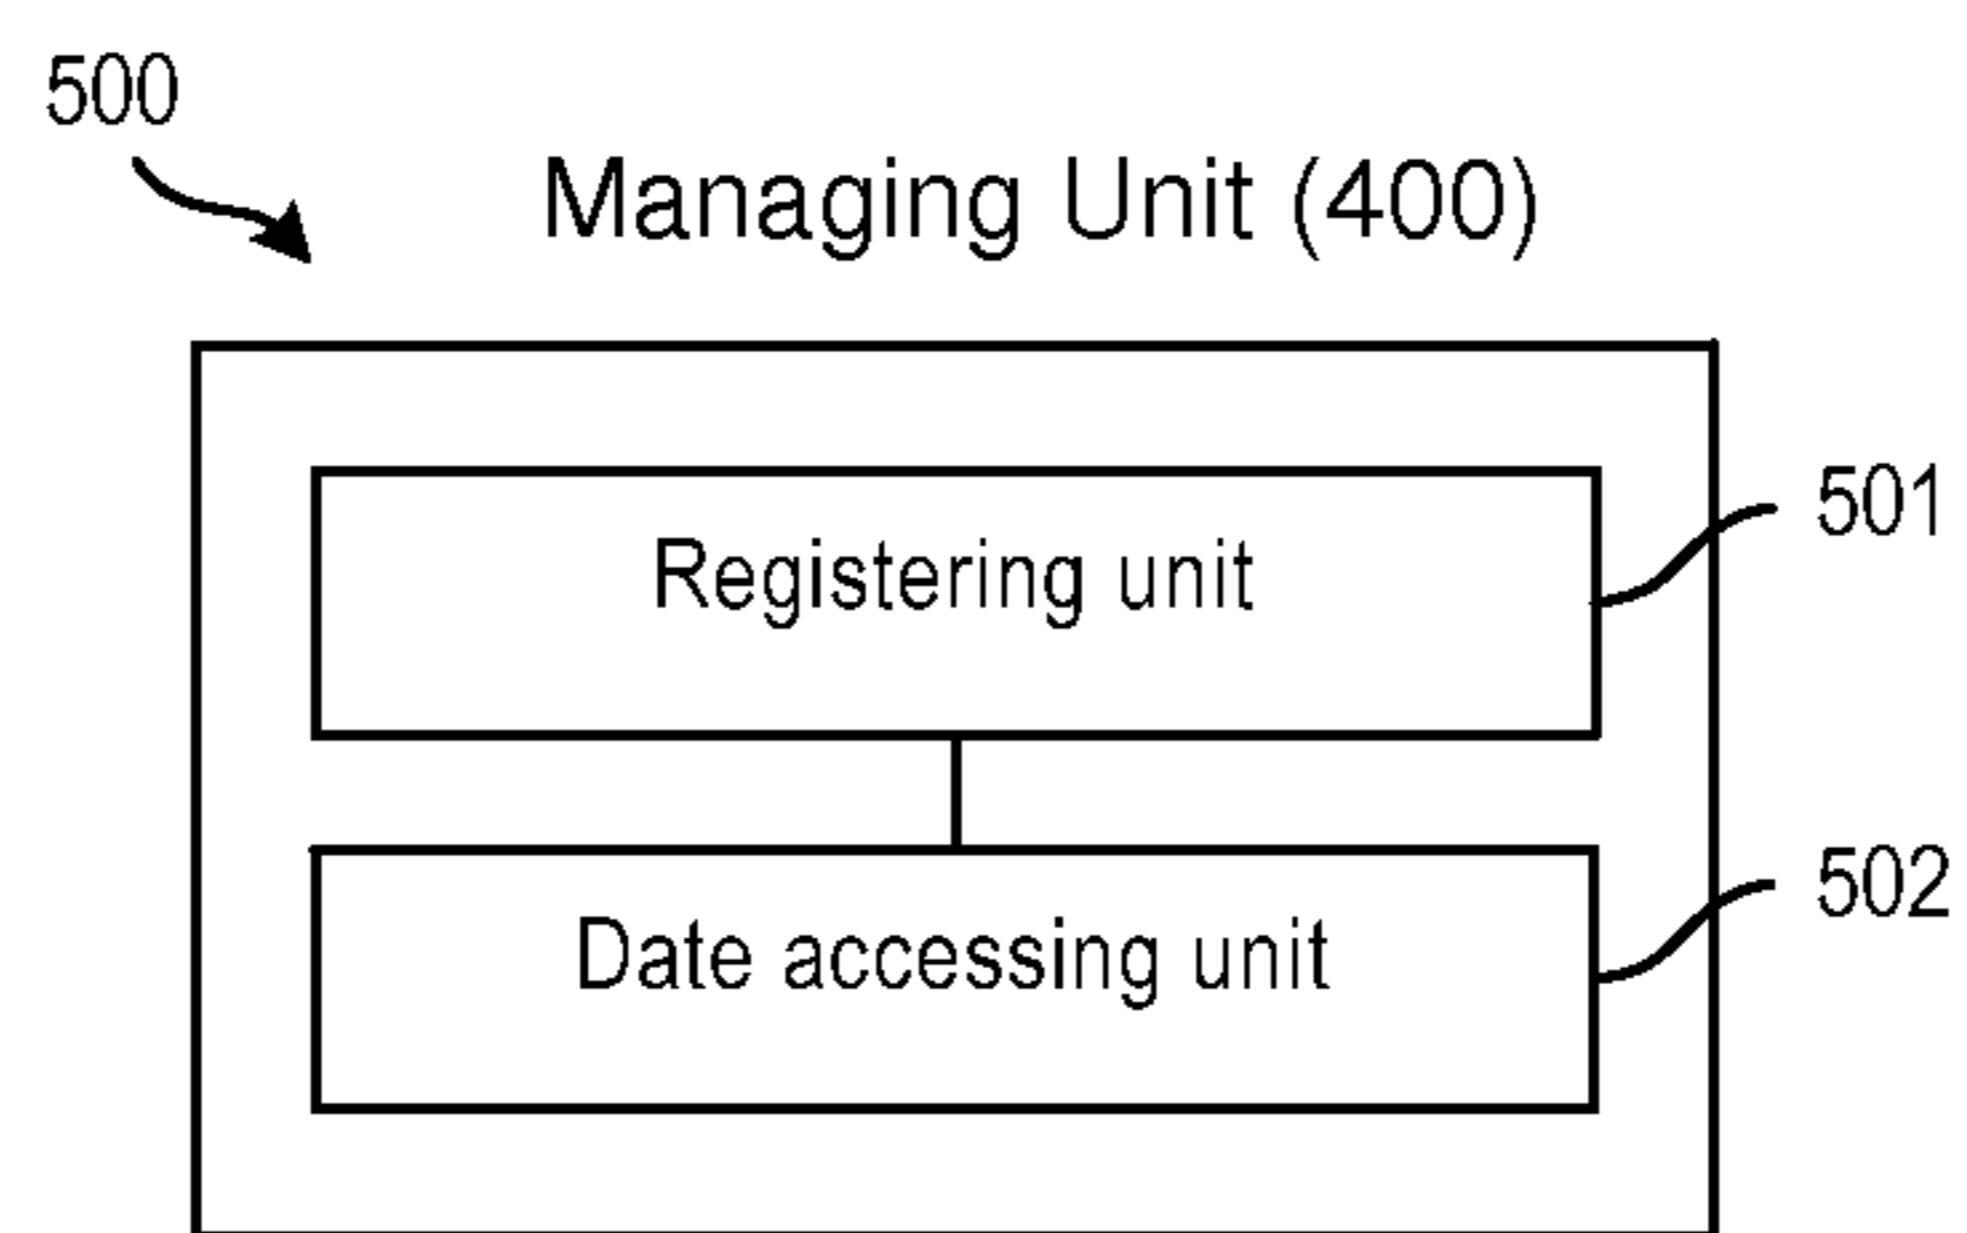 500
Managing Unit (400)
Registering unit
501
Date accessing unit
502